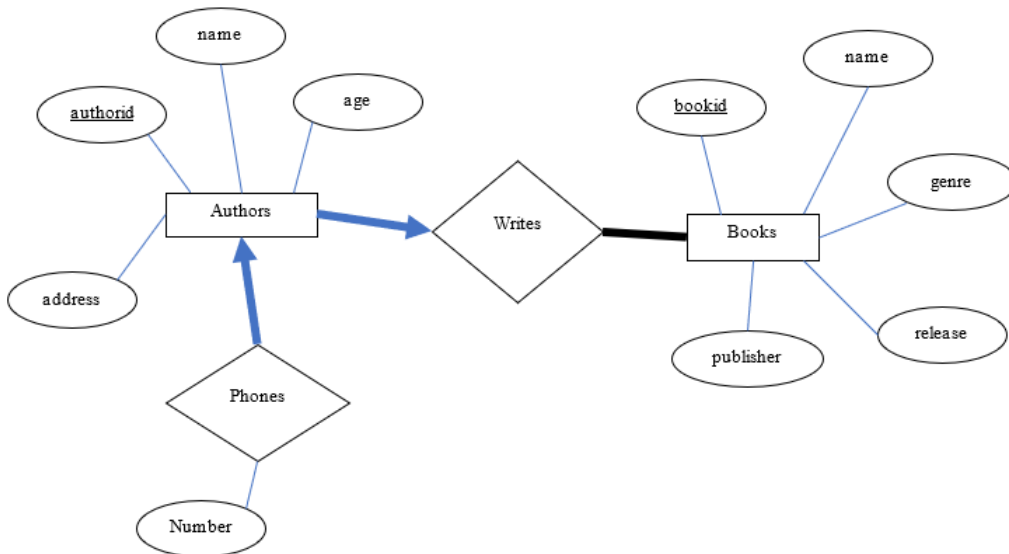 name
name
age
authorid
bookid
genre
Authors
Writes
Books
address
release
publisher
Phones
Number